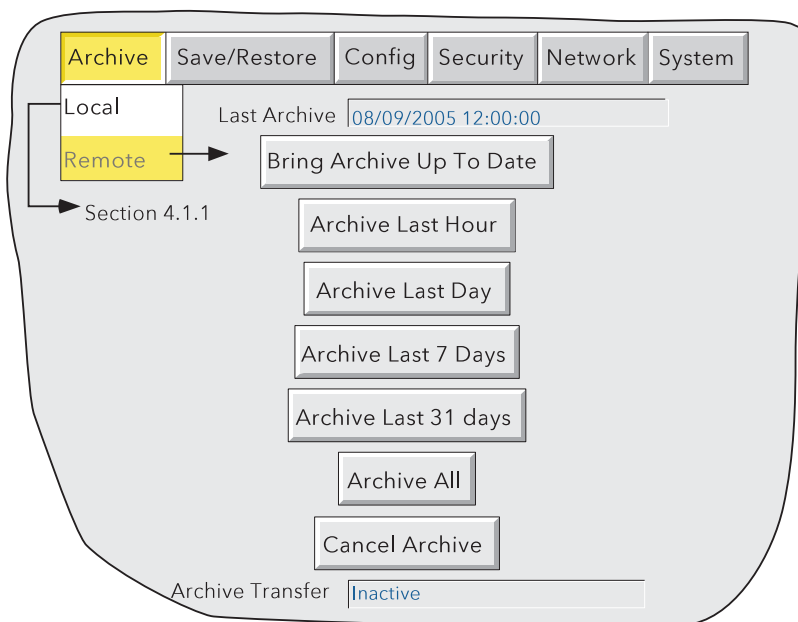 Archive Save/Restore Config Security Network System
Local
Last Archive 08/09/2005 12:00:00
Remote
Bring Archive Up To Date
Section 4.1.1
Archive Last Hour
Archive Last Day
Archive Last 7 Days
Archive Last 31 days
Archive All
Cancel Archive
Archive Transfer Inactive